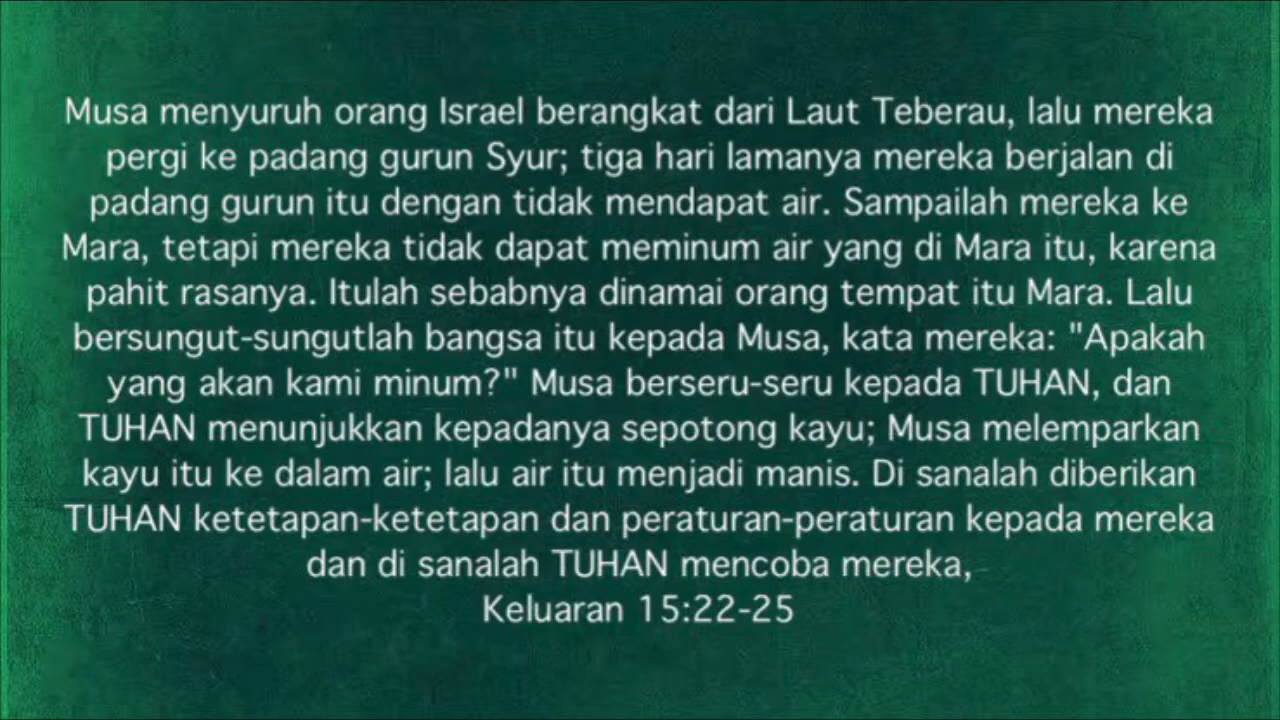 Musa menyuruh orang Israel berangkat dari Laut Teberau, lalu mereka
pergi ke padang gurun Syur; tiga hari lamanya mereka berjalan di
padang gurun itu dengan tidak mendapat air. Sampailah mereka ke
Mara, tetapi mereka tidak dapat meminum air yang di Mara itu, karena
pahit rasanya. Itulah sebabnya dinamai orang tempat itu Mara. Lalu
bersungut-sungutlah bangsa itu kepada Musa, kata mereka: "Apakah
yang akan kami minum?" Musa berseru-seru kepada TUHAN, dan
TUHAN menunjukkan kepadanya sepotong kayu; Musa melemparkan
kayu itu ke dalam air; lalu air itu menjadi manis. Di sanalah diberikan
TUHAN ketetapan-ketetapan dan peraturan-peraturan kepada mereka
dan di sanalah TUHAN mencoba mereka,
Keluaran 15:22-25